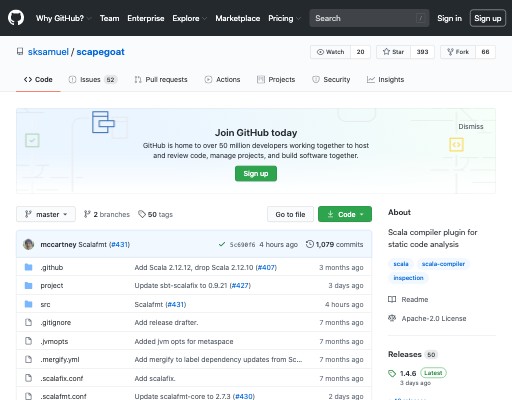 Why GitHub? Team Enterprise Explore Marketplace Pricing Search / Sign in Sign up
sksamuel / scapegoat Watch 20 Star 393 Fork 66
Code Issues 52 Pull requests Actions Projects Security Insights
Join GitHub today
Dismiss
GitHub is home to over 50 million developers working together to host
and review code, manage projects, and build software together.
Sign up
master 2 branches 50 tags Go to file Code
mccartney Scalafmt (#431) 5c690f6 4 hours ago 1,079 commits
.github Add Scala 2.12.12, drop Scala 2.12.10 (#407) 3 months ago
project Update sbt-scalafix to 0.9.21 (#427) 3 days ago
src Scalafmt (#431) 4 hours ago
.gitignore Add release drafter. 7 months ago
.jvmopts Added jvm opts for metaspace 7 months ago
.mergify.yml Add mergify to label dependency updates from Sc... 7 months ago
.scalafix.conf Add scalafix. 7 months ago
.scalafmt.conf Update scalafmt-core to 2.7.3 (#430) 2 days ago
About
Scala compiler plugin for
static code analysis
scala scala-compiler
inspection
Readme
Apache-2.0 License
Releases 50
1.4.6 Latest
3 days ago